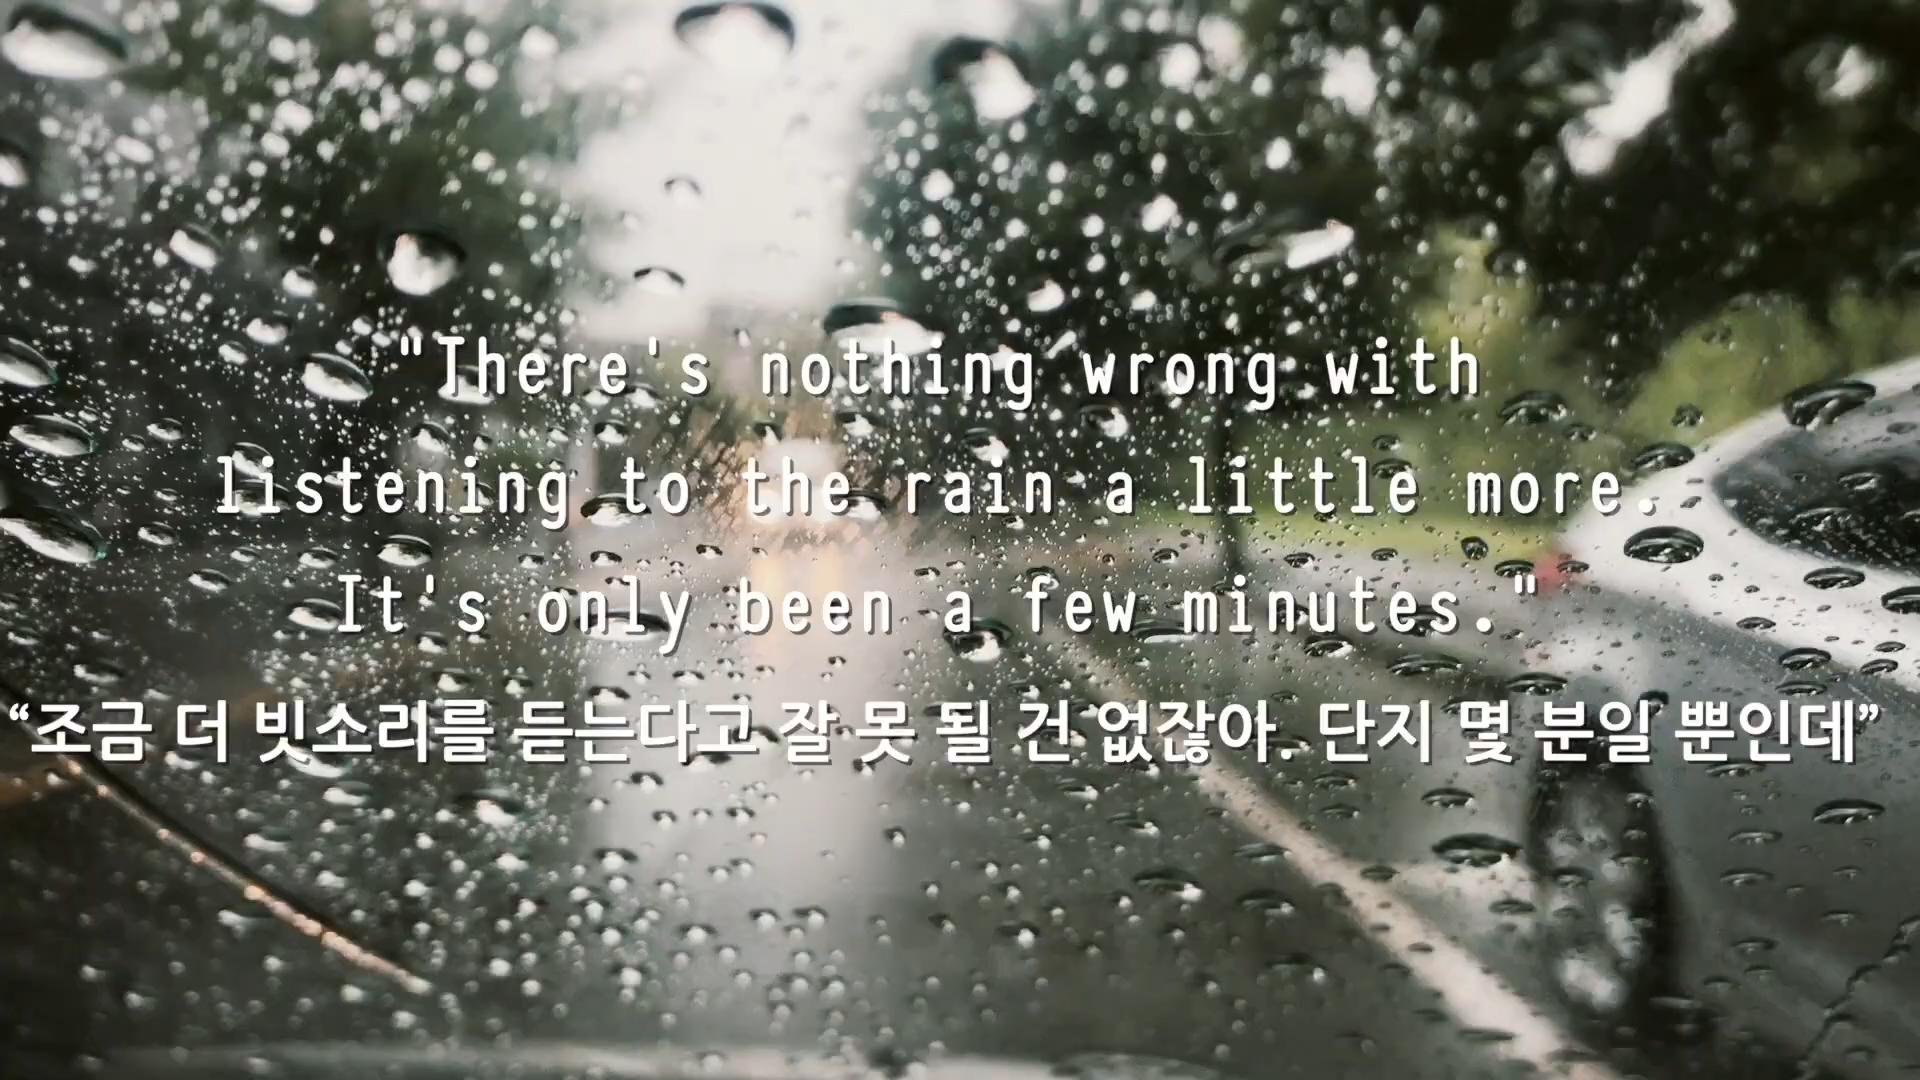 "There's nothing wrong with
listening to the rain a little more.
It's only been a few minutes."
“조금 더 빗소리를 듣는다고 잘 못 될 건 없잖아. 단지 몇 분일 뿐인데”